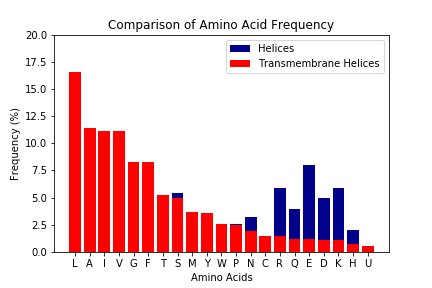 Comparison of Amino Acid Frequency
20.0
17.5
15.0
12.5
10.0
7.5
5.0
2.5
0.0
Frequency (%)
Helices
Transmembrane Helices
L A I V G F T S M Y W P N C R Q E D K H U
Amino Acids